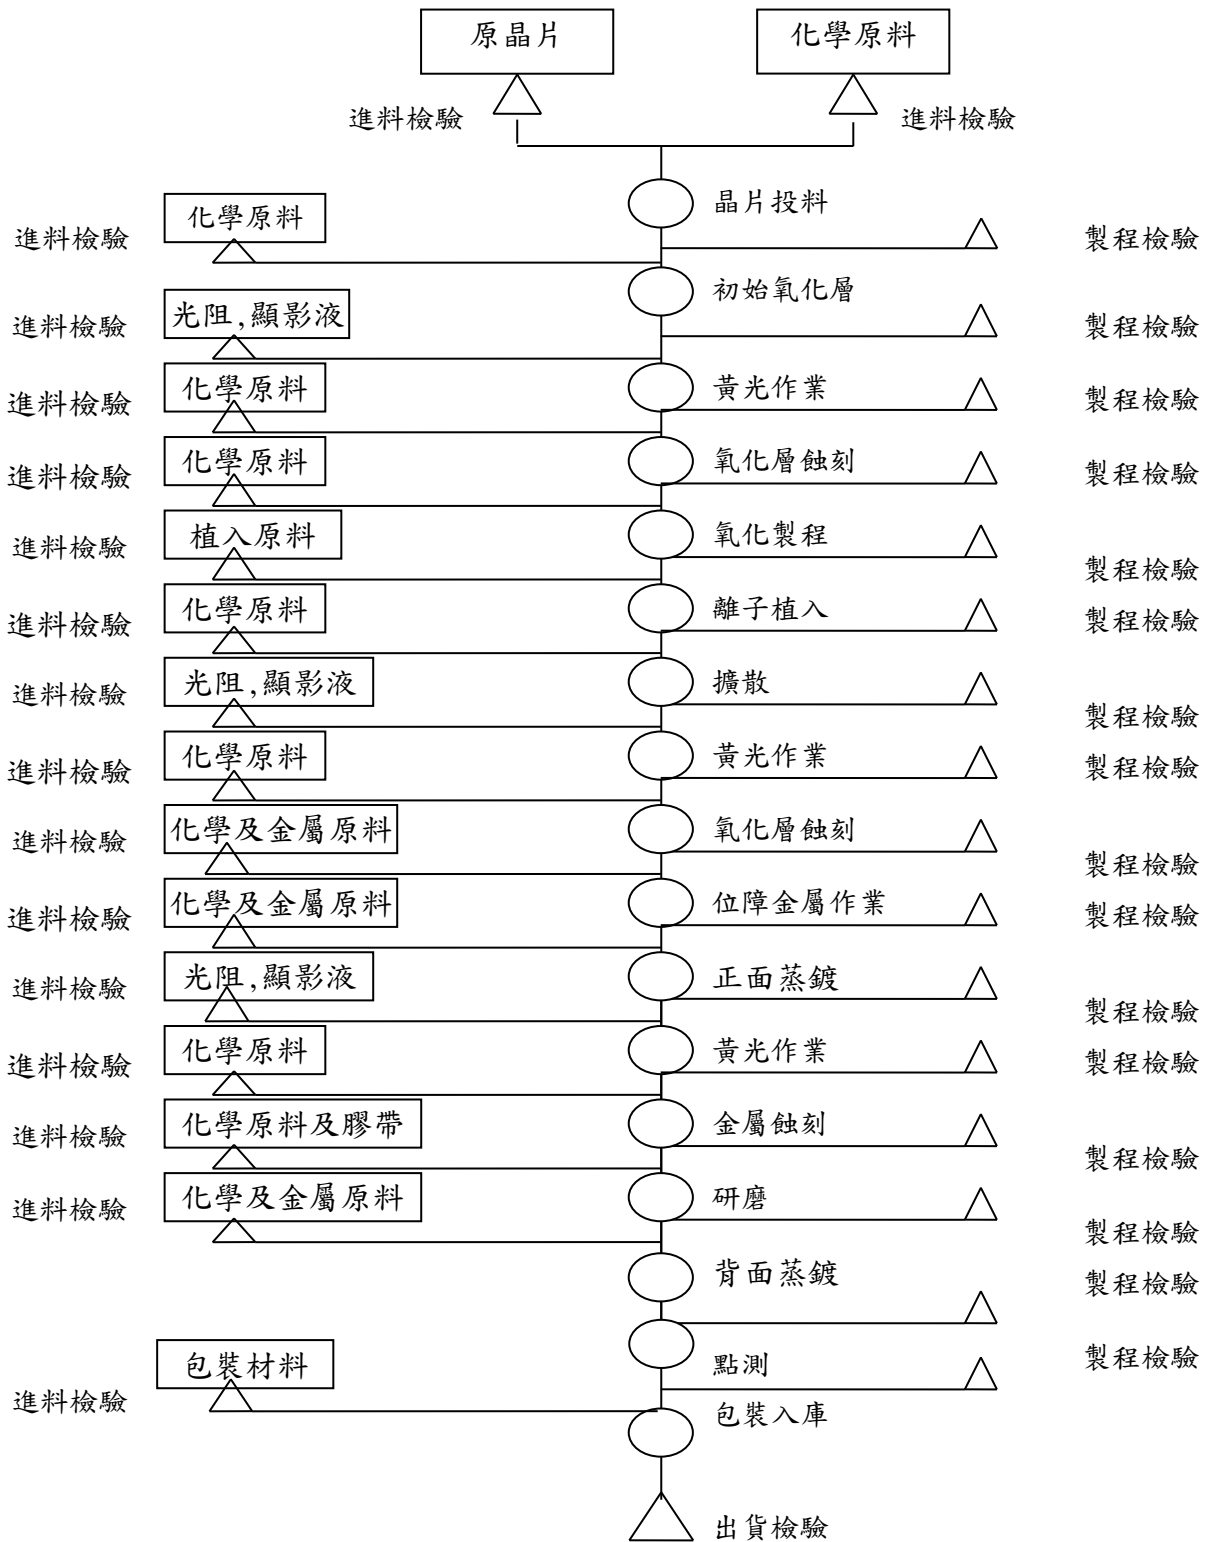 原晶片
化學原料
進料檢驗
進料檢驗
晶片投料
化學原料
進料檢驗
製程檢驗
初始氧化層
光阻,顯影液
進料檢驗
製程檢驗
化學原料
黃光作業
進料檢驗
製程檢驗
化學原料
氧化層蝕刻
進料檢驗
製程檢驗
植入原料
氧化製程
進料檢驗
製程檢驗
化學原料
離子植入
進料檢驗
製程檢驗
光阻,顯影液
擴散
進料檢驗
製程檢驗
化學原料
黃光作業
進料檢驗
製程檢驗
化學及金屬原料
氧化層蝕刻
進料檢驗
製程檢驗
化學及金屬原料
位障金屬作業
進料檢驗
製程檢驗
光阻,顯影液
正面蒸鍍
進料檢驗
製程檢驗
化學原料
黃光作業
進料檢驗
製程檢驗
化學原料及膠帶
金屬蝕刻
進料檢驗
製程檢驗
化學及金屬原料
研磨
進料檢驗
製程檢驗
背面蒸鍍
製程檢驗
包裝材料
點測
製程檢驗
進料檢驗
包裝入庫
出貨檢驗